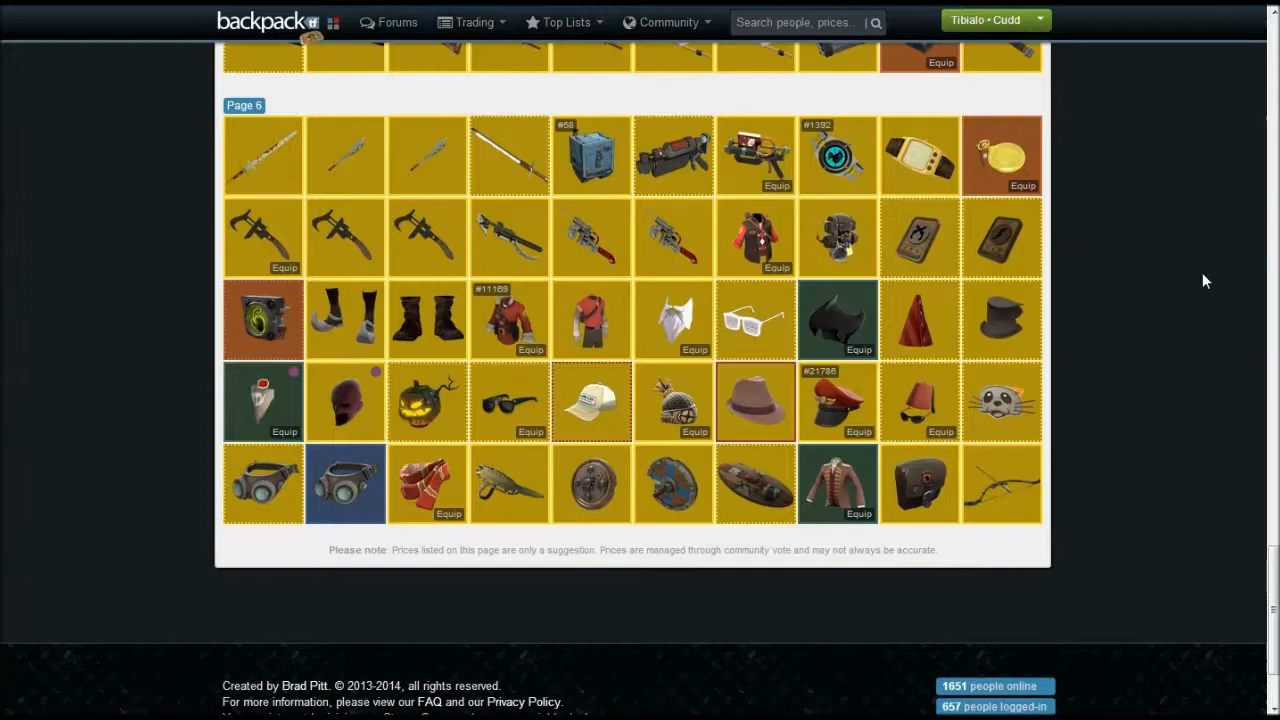 backpack tf Forums Trading Top Lists Community Search people, prices.. Tibialo • Cudd
Equip
Page 6
#58 #1392
Equip Equip
Equip Equip
#11169
Equip Equip Equip
#21786
Equip Equip Equip Equip Equip
Equip Equip
Please note: Prices listed on this page are only a suggestion. Prices are managed through community vote and may not always be accurate.
Created by Brad Pitt. © 2013-2014, all rights reserved. 1651 people online
For more information, please view our FAQ and our Privacy Policy. 657 people logged-in